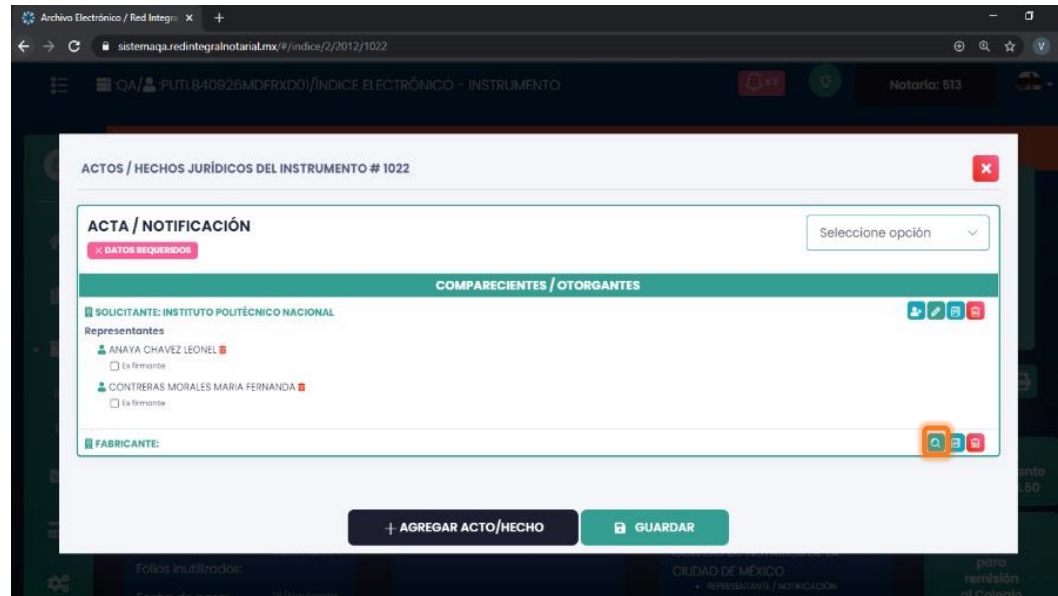 Archivo Electrónico / Red Integra
sistemaqa.redintegralnotarial.mx/#/indice/2/2012/1022
V
:QA/ :PUTL840926MDFRXD01)/ÍNDICE ELECTRÓNICO - INSTRUMENTO
Notaria: 513
ACTOS / HECHOS JURÍDICOS DEL INSTRUMENTO # 1022
ACTA / NOTIFICACIÓN
Seleccione opción
× DATOS REQUERIDOS
COMPARECIENTES / OTORGANTES
SOLICITANTE: INSTITUTO POLITÉCNICO NACIONAL
Representantes
ANAYA CHAVEZ LEONEL
Es firmante
CONTRERAS MORALES MARIA FERNANDA
Es firmante
FABRICANTE:
+ AGREGAR ACTO/HECHO
GUARDAR
Folios inutilizados:
CIUDAD DE MÉXICO
para
remisión
al Colegio